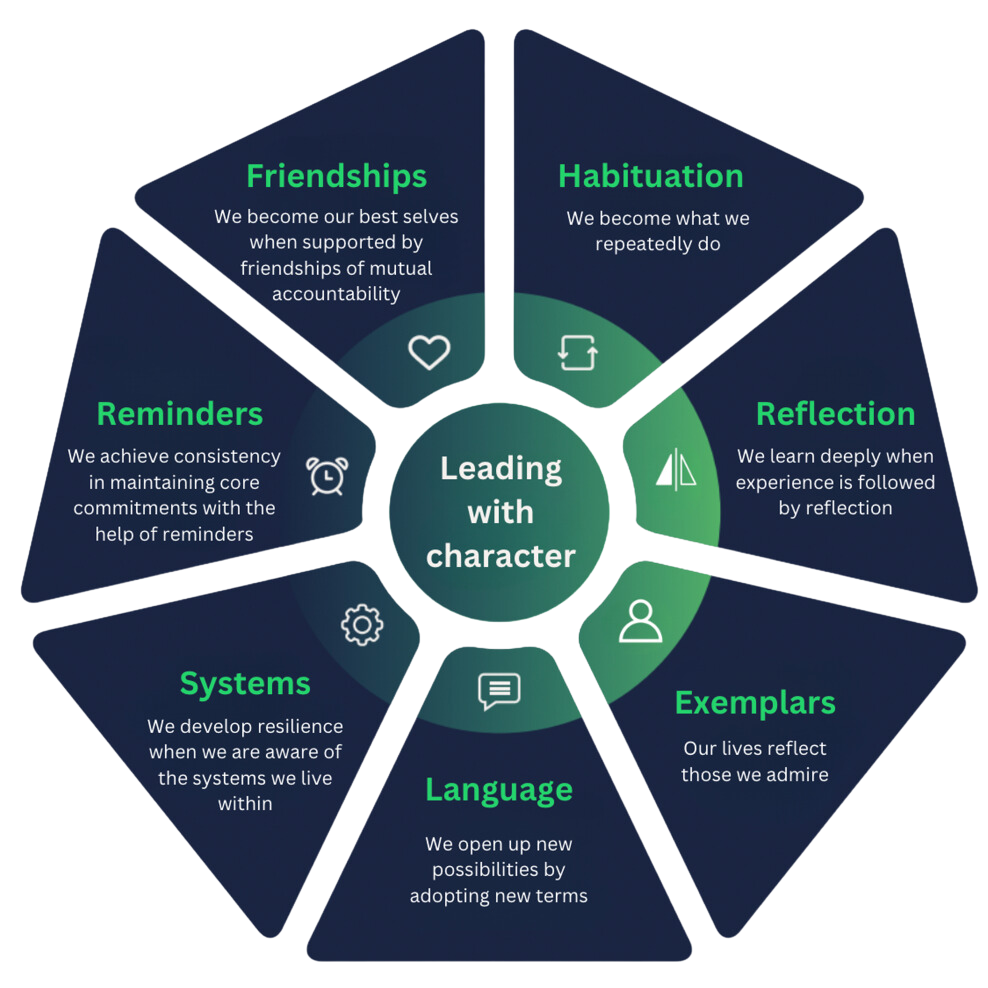 Friendships
We become our best selves
when supported by
friendships of mutual
accountability
Habituation
We become what we
repeatedly do
Reflection
We learn deeply when
experience is followed
by reflection
Exemplars
Our lives reflect
those we admire
Language
We open up new
possibilities by
adopting new terms
Systems
We develop resilience
when we are aware of
the systems we live
within
Reminders
We achieve consistency
in maintaining core
commitments with the
help of reminders
Leading
with
character